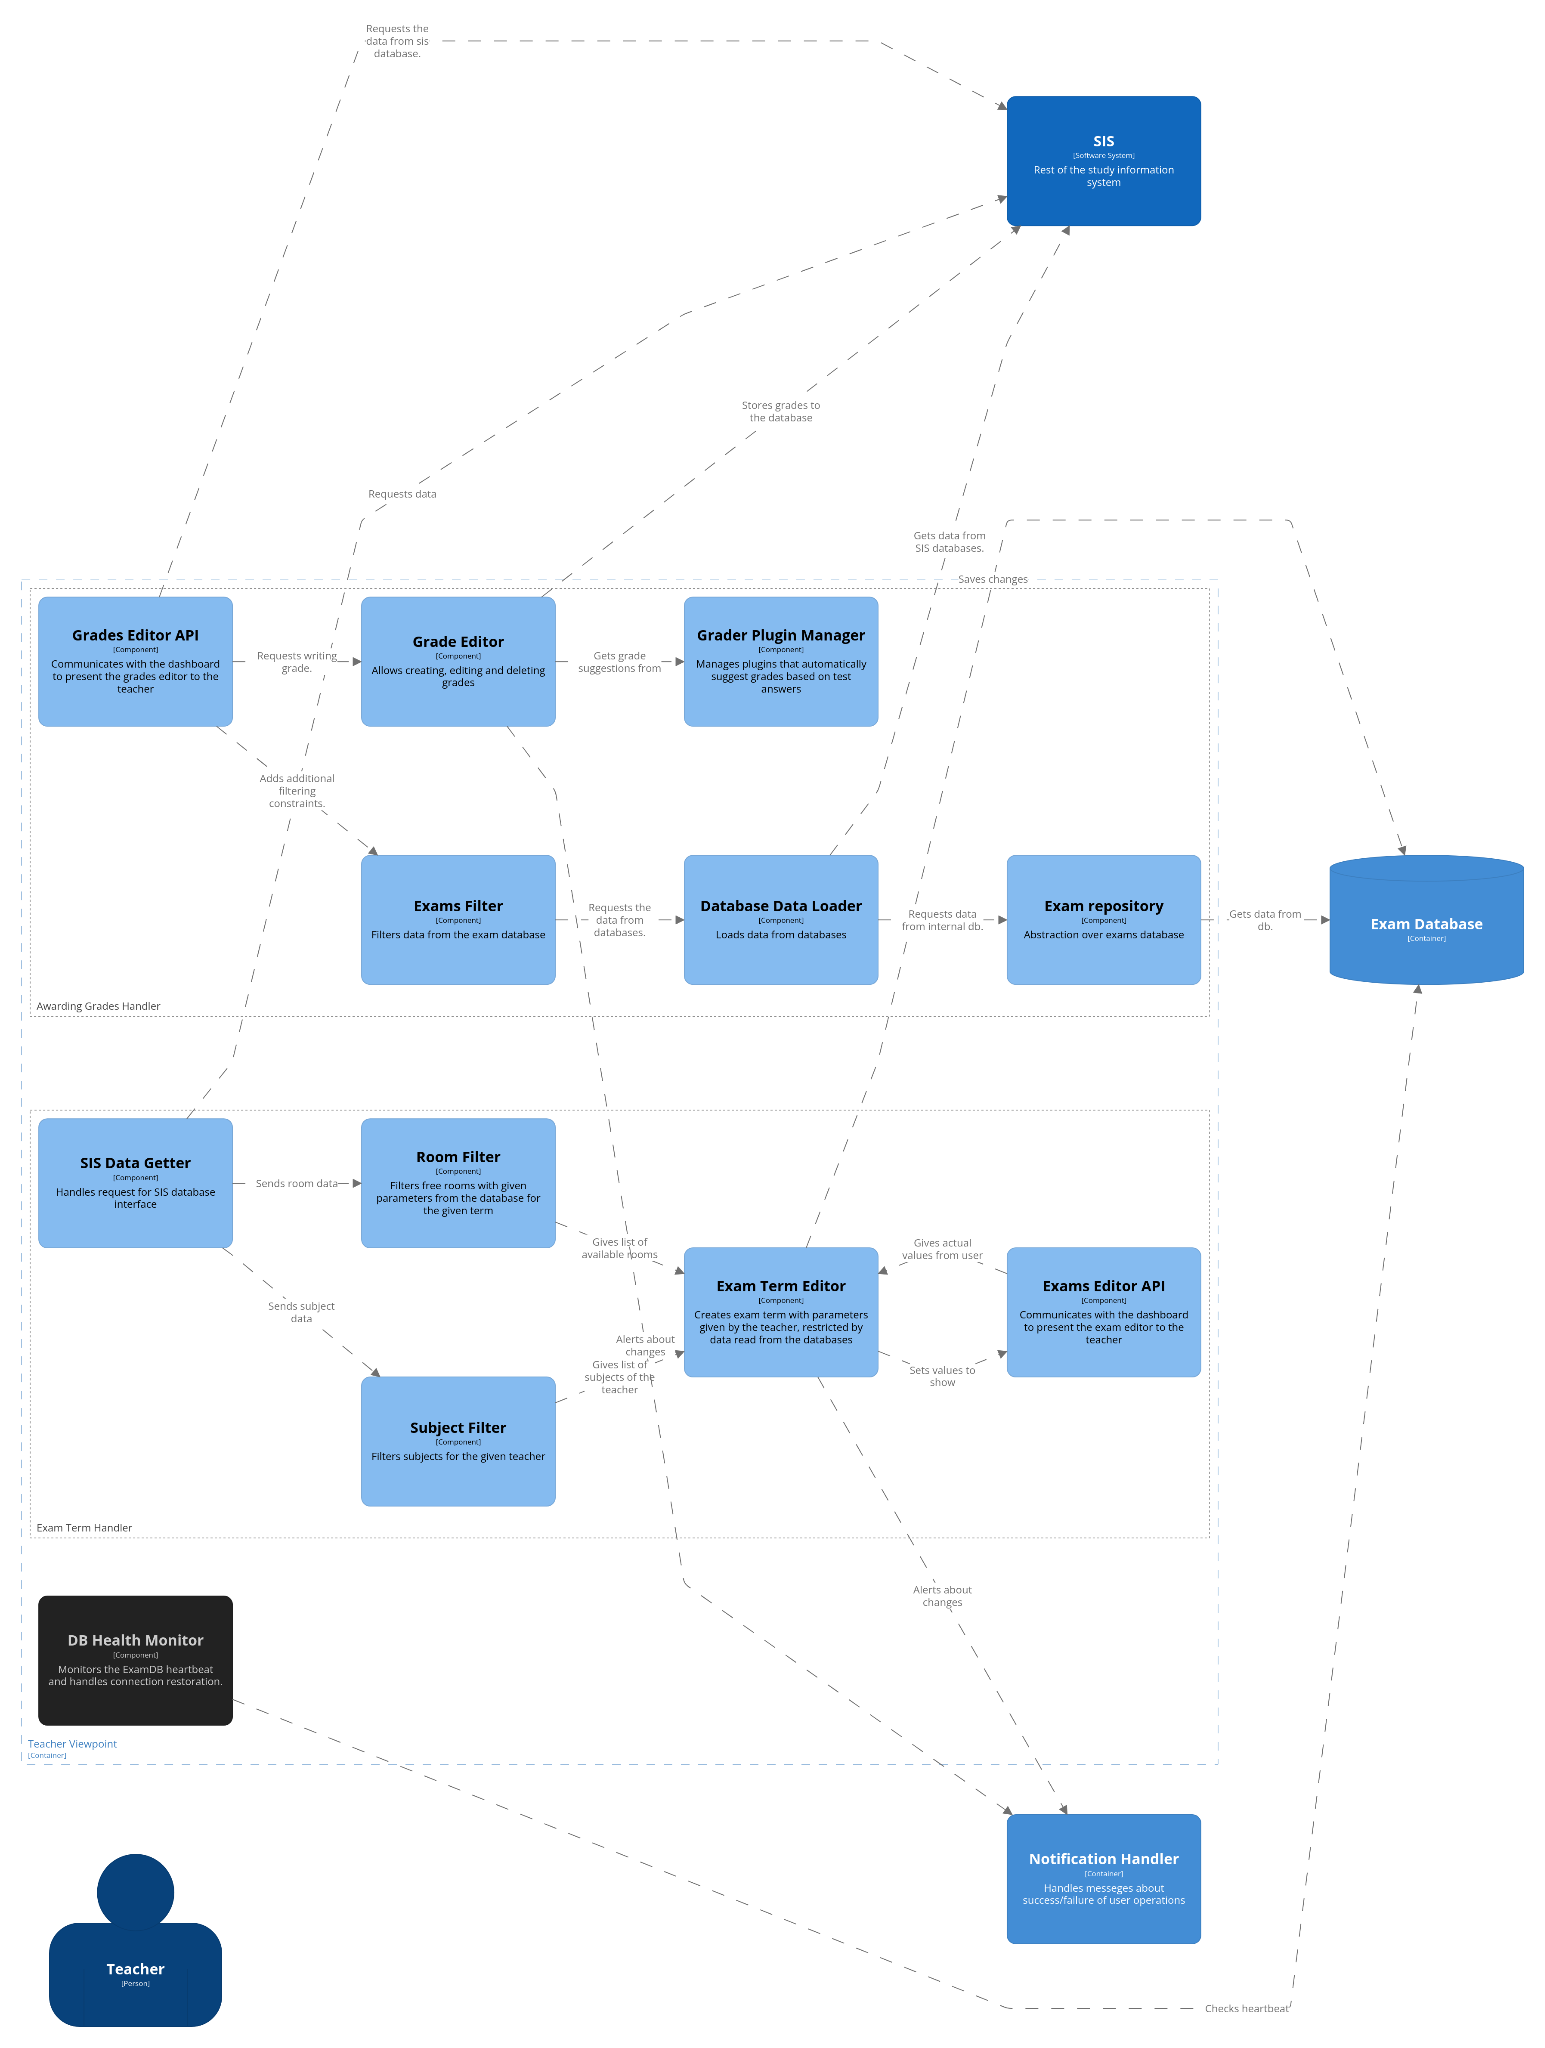 Requests the
data from sis
database.
SIS
[Software System]
Rest of the study information
system
Stores grades to
the database
Requests data
Gets data from
SIS databases.
Saves changes
Grades Editor API
[Component]
Communicates with the dashboard
to present the grades editor to the
teacher
Requests writing
grade.
Grade Editor
[Component]
Allows creating, editing and deleting
grades
Gets grade
suggestions from
Grader Plugin Manager
[Component]
Manages plugins that automatically
suggest grades based on test
answers
Adds additional
filtering
constraints.
Exams Filter
[Component]
Filters data from the exam database
Requests the
data from
databases.
Database Data Loader
[Component]
Loads data from databases
Requests data
from internal db.
Exam repository
[Component]
Abstraction over exams database
Gets data from
db.
Exam Database
[Container]
Awarding Grades Handler
SIS Data Getter
[Component]
Handles request for SIS database
interface
Sends room data
Room Filter
[Component]
Filters free rooms with given
parameters from the database for
the given term
Gives list of
available rooms
Sends subject
data
Exam Term Editor
[Component]
Creates exam term with parameters
given by the teacher, restricted by
data read from the databases
Gives actual
values from user
Exams Editor API
[Component]
Communicates with the dashboard
to present the exam editor to the
teacher
Sets values to
show
Alerts about
changes
Gives list of
subjects of the
teacher
Subject Filter
[Component]
Filters subjects for the given teacher
Exam Term Handler
Alerts about
changes
DB Health Monitor
[Component]
Monitors the ExamDB heartbeat
and handles connection restoration.
Teacher Viewpoint
[Container]
Notification Handler
[Container]
Handles messeges about
success/failure of user operations
Teacher
[Person]
Checks heartbeat